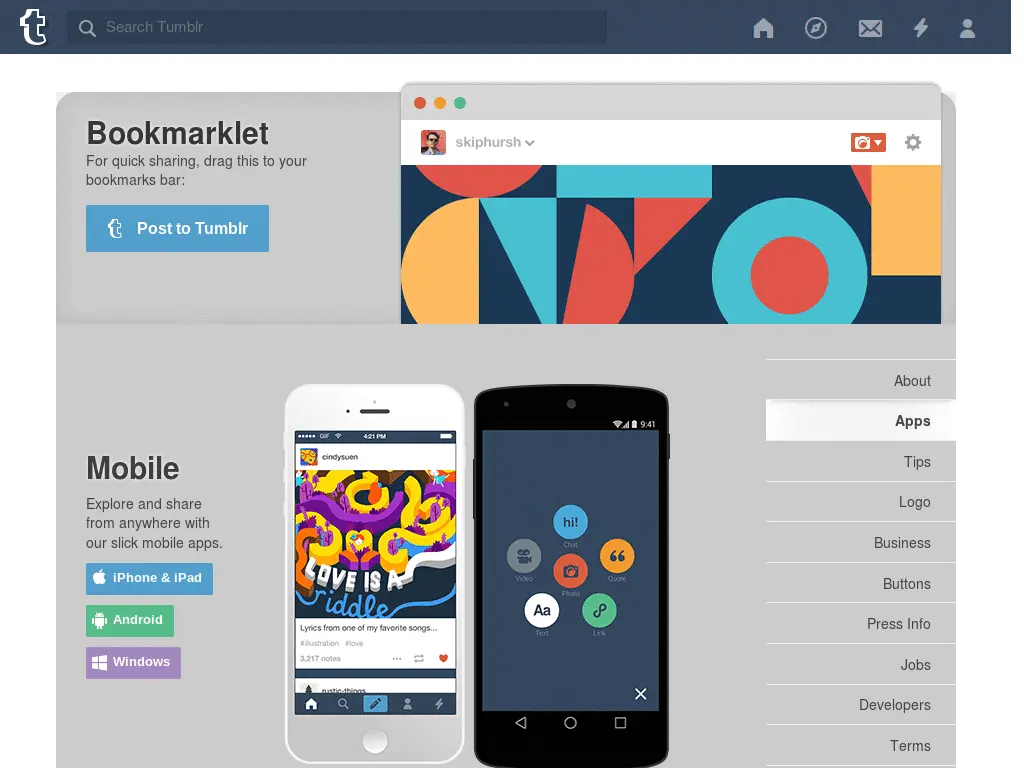 t
Search Tumblr
Bookmarklet
For quick sharing, drag this to your
bookmarks bar:
t Post to Tumblr
skiphursh
Mobile
Explore and share
from anywhere with
our slick mobile apps.
iPhone & iPad
Android
Windows
GIF 4:21 PM
cindysuen
LOVE IS A
riddle
Lyrics from one of my favorite songs...
#illustration #love
3,217 notes
rustic-things
9:41
hi!
Chat
Video
Photo
Quote
Aa
Text
Link
About
Apps
Tips
Logo
Business
Buttons
Press Info
Jobs
Developers
Terms